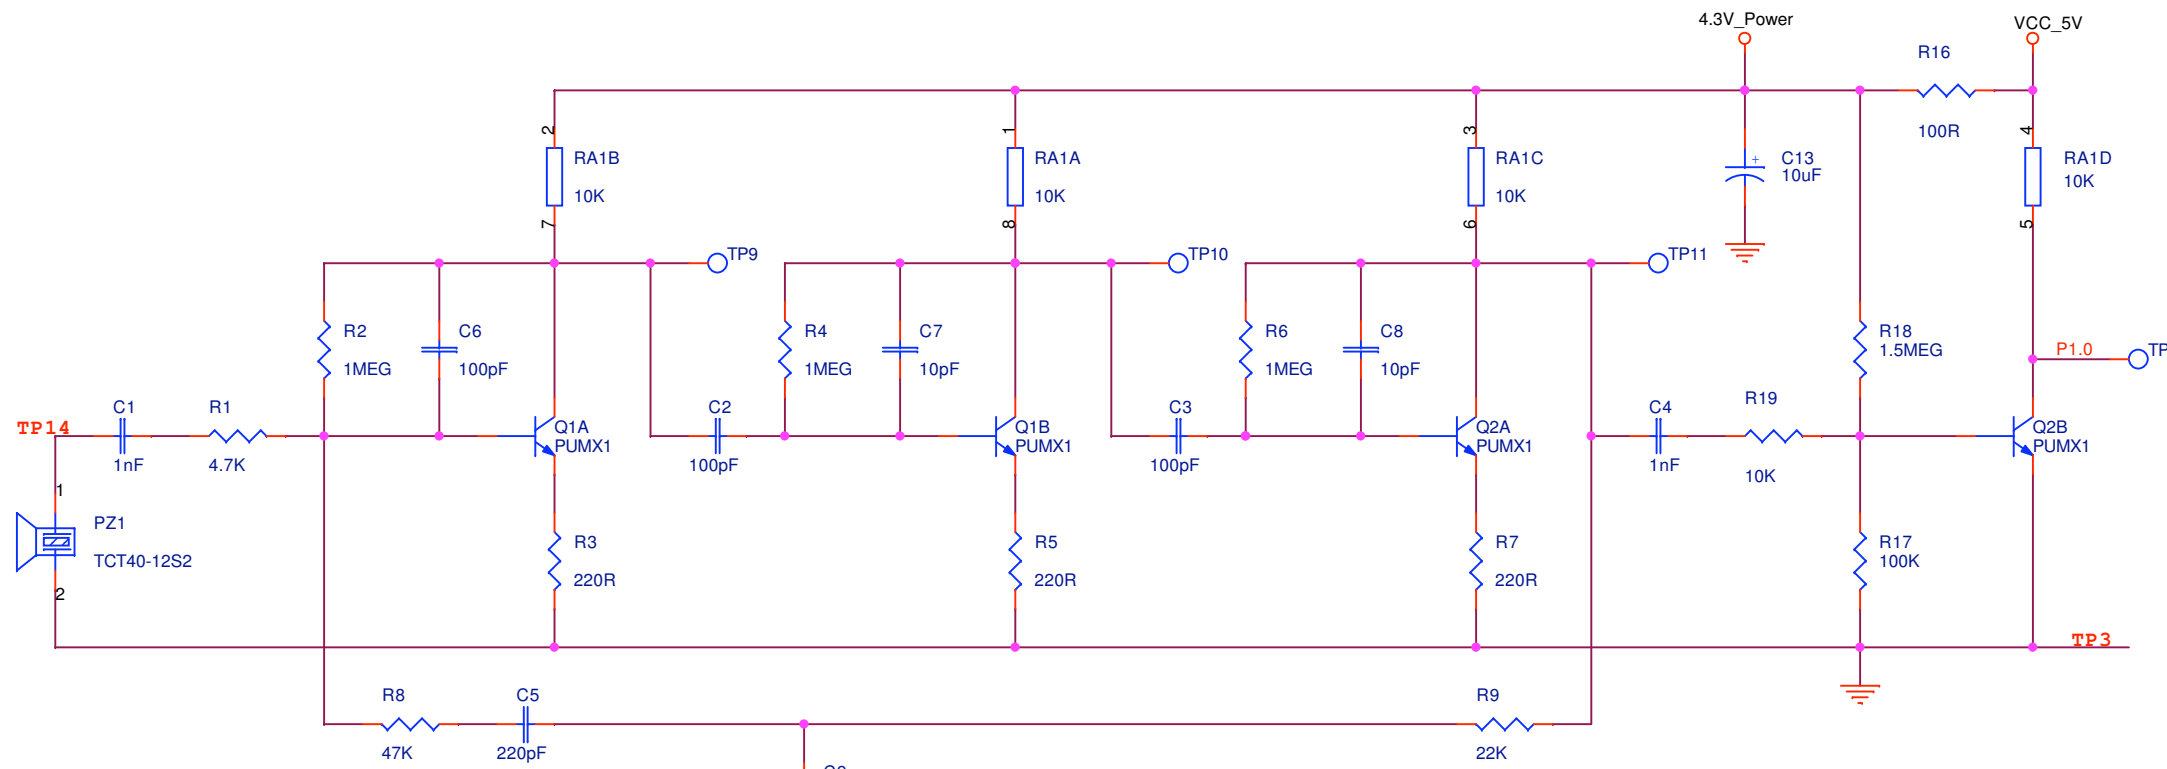 4.3V_Power
VCC_5V
R16
100R
2
RA1B
10K
7
1
RA1A
10K
8
3
RA1C
10K
6
+
C13
10uF
4
RA1D
10K
5
TP9
TP10
TP11
R2
1MEG
C6
100pF
R4
1MEG
C7
10pF
R6
1MEG
C8
10pF
R18
1.5MEG
P1.0
TP
TP14
C1
1nF
R1
4.7K
Q1A
PUMX1
C2
100pF
Q1B
PUMX1
C3
100pF
Q2A
PUMX1
C4
1nF
R19
10K
Q2B
PUMX1
1
PZ1
TCT40-12S2
2
R3
220R
R5
220R
R7
220R
R17
100K
TP3
R8
47K
C5
220pF
R9
22K